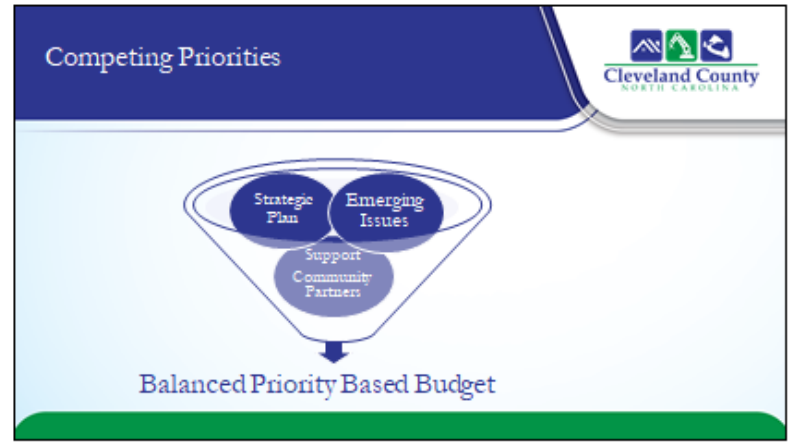 Competing Priorities
Cleveland County
NORTH CAROLINA
Strategic
Plan
Emerging
Issues
Support
Community
Partners
Balanced Priority Based Budget